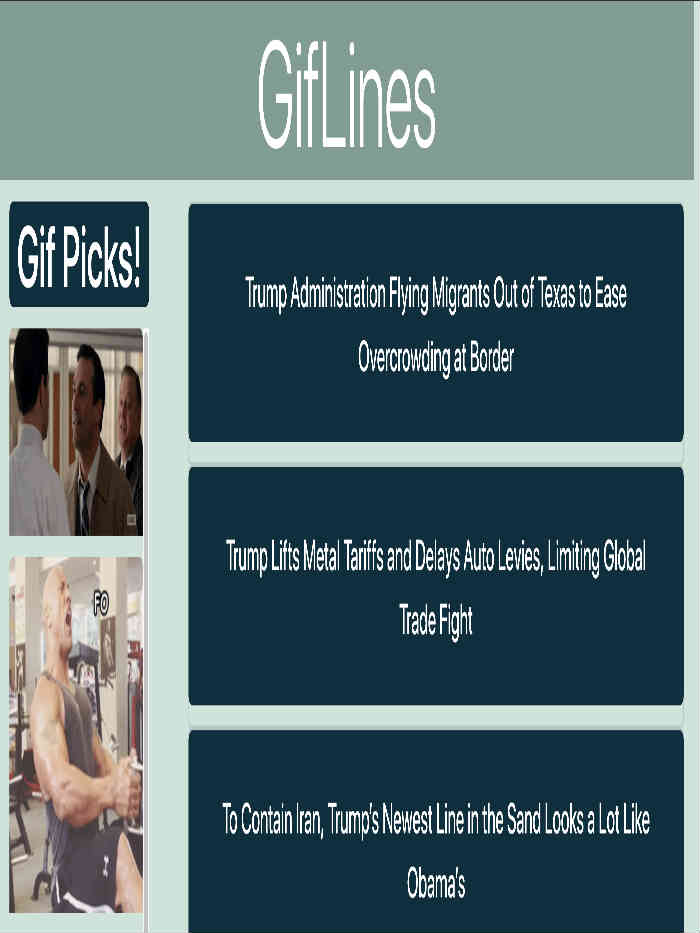 GifLines
Gif Picks!
FO
Trump Administration Flying Migrants Out of Texas to Ease
Overcrowding at Border
Trump Lifts Metal Tariffs and Delays Auto Levies, Limiting Global
Trade Fight
To Contain Iran, Trump's Newest Line in the Sand Looks a Lot Like
Obama's